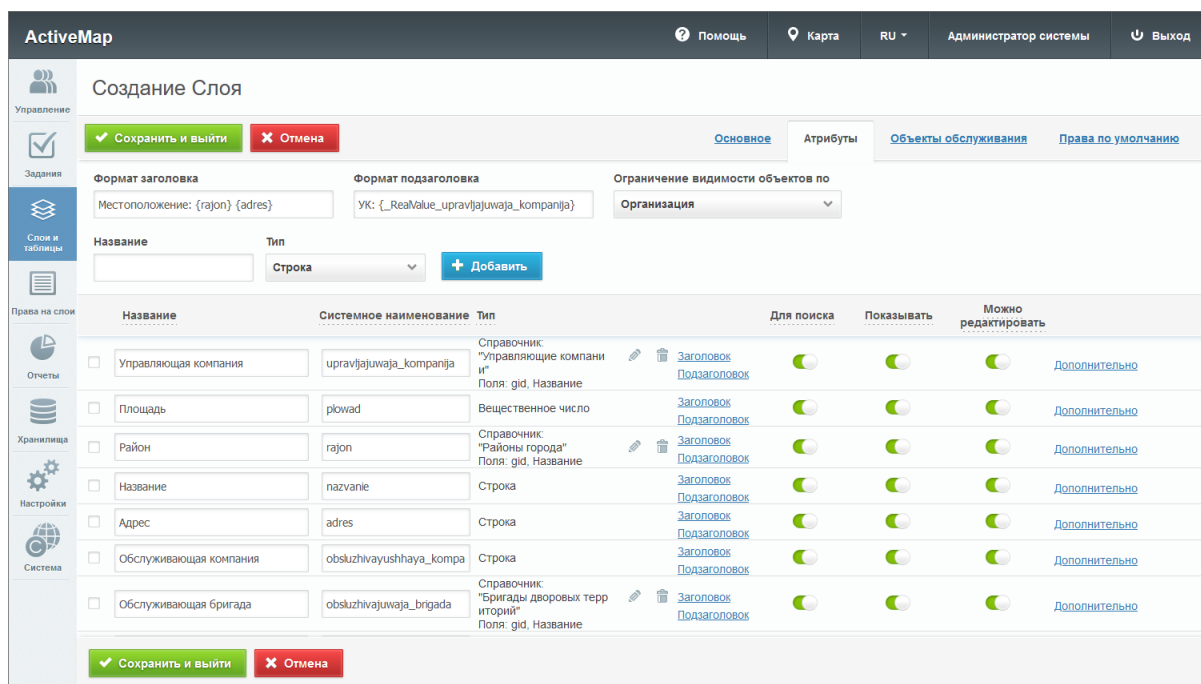 ActiveMap
Помощь
Карта
RU
Администратор системы
Выход
Управление
Задания
Слои и таблицы
Права на слои
Отчеты
Хранилища
Настройки
Система
Создание Слоя
Сохранить и выйти
Отмена
Основное
Атрибуты
Объекты обслуживания
Права по умолчанию
Формат заголовка
Формат подзаголовка
Ограничение видимости объектов по
Местоположение: {rajon} {adres}
УК: {_RealValue_upravljajuwaja_kompanija}
Организация
Название
Тип
Строка
Добавить
Название
Системное наименование
Тип
Для поиска
Показывать
Можно редактировать
Управляющая компания
upravljajuwaja_kompanija
Справочник:
"Управляющие компани
и"
Поля: gid, Название
Заголовок
Подзаголовок
Дополнительно
Площадь
plowad
Вещественное число
Заголовок
Подзаголовок
Дополнительно
Район
rajon
Справочник:
"Районы города"
Поля: gid, Название
Заголовок
Подзаголовок
Дополнительно
Название
nazvanie
Строка
Заголовок
Подзаголовок
Дополнительно
Адрес
adres
Строка
Заголовок
Подзаголовок
Дополнительно
Обслуживающая компания
obsluzhivayushhaya_kompa
Строка
Заголовок
Подзаголовок
Дополнительно
Обслуживающая бригада
obsluzhivajuwaja_brigada
Справочник:
"Бригады дворовых терр
иторий"
Поля: gid, Название
Заголовок
Подзаголовок
Дополнительно
Сохранить и выйти
Отмена